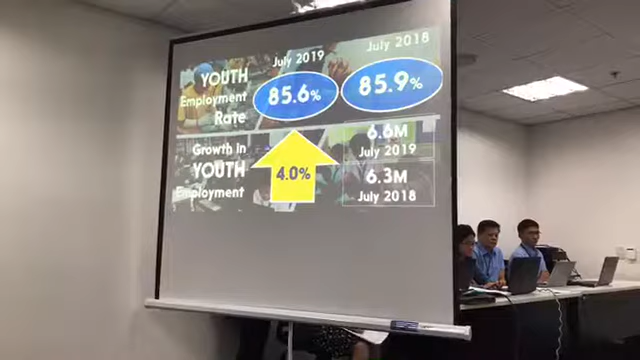 July 2019
July 2018
YOUTH
Employment
Rate
85.6%
85.9%
Growth In
YOUTH
Employment
4.0%
6.6M
July 2019
6.3M
July 2018